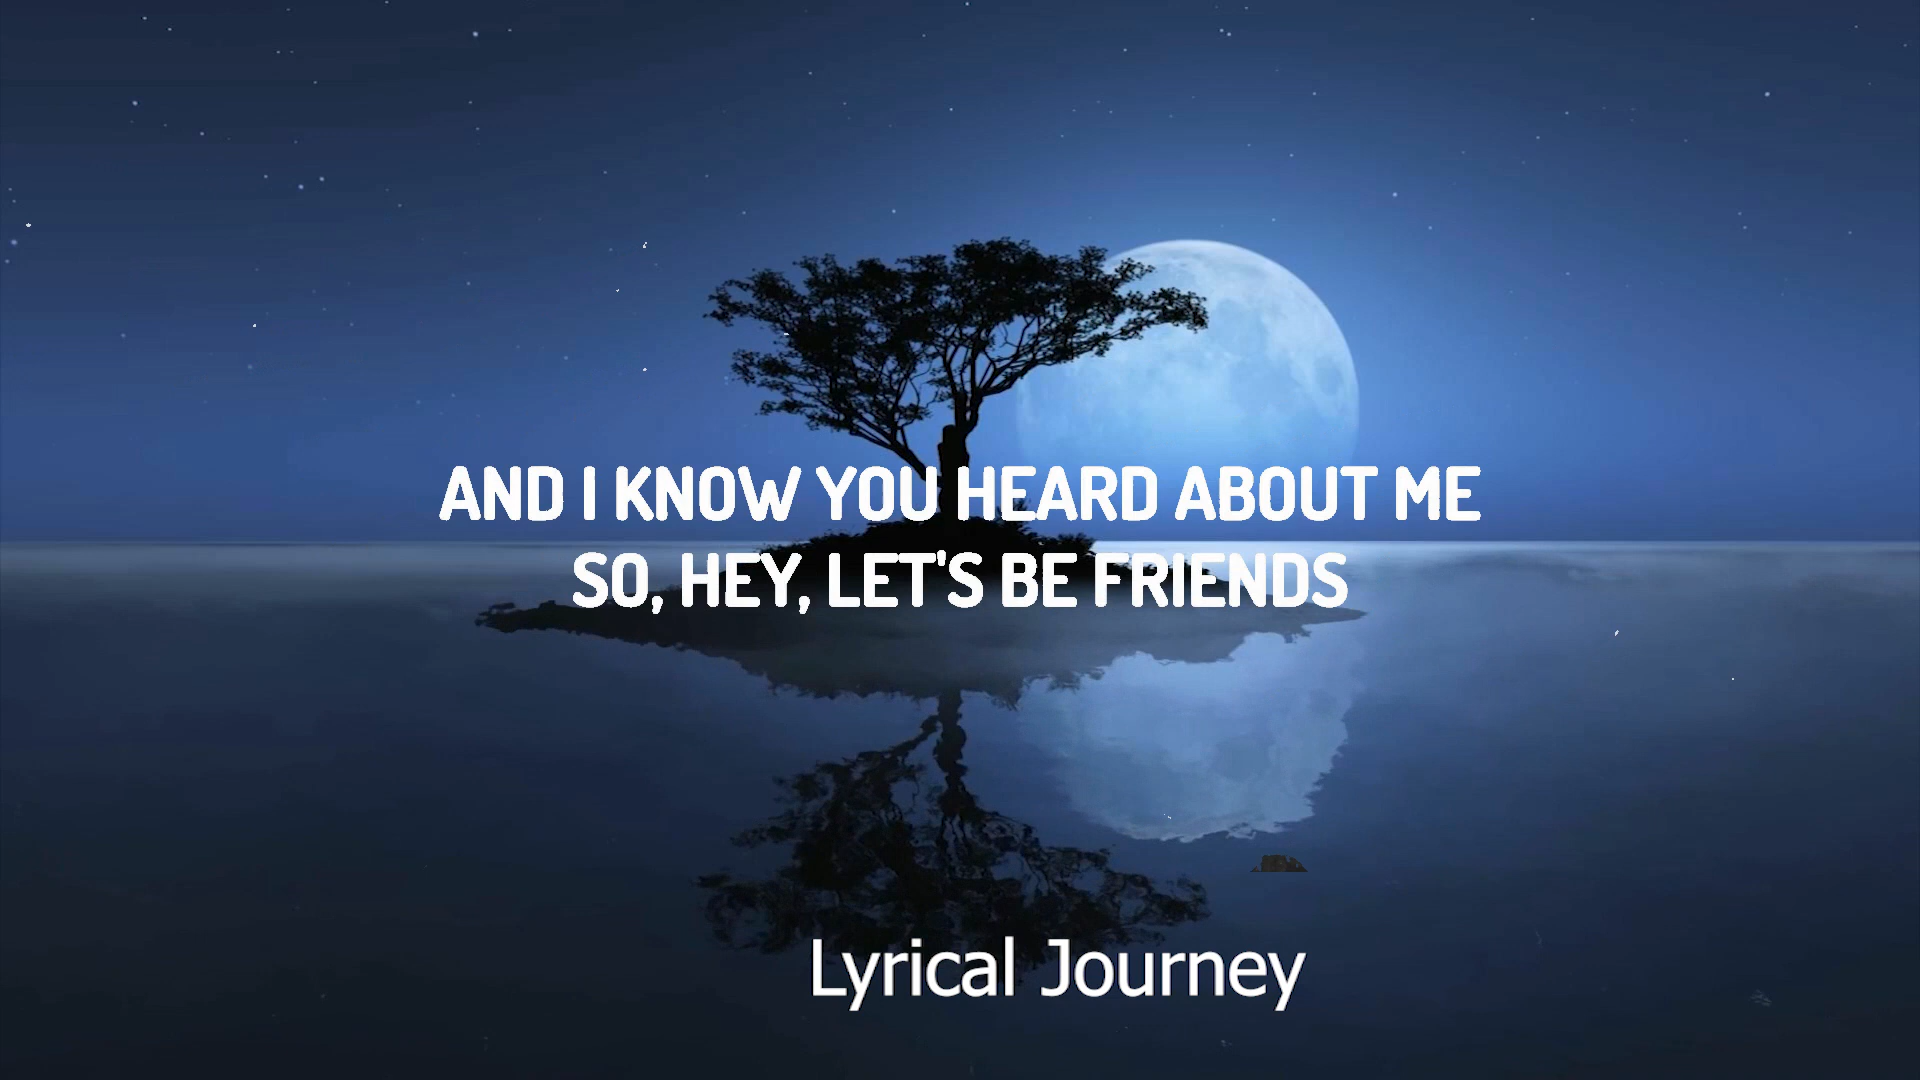 AND I KNOW YOU HEARD ABOUT ME
SO, HEY, LET'S BE FRIENDS
Lyrical Journey